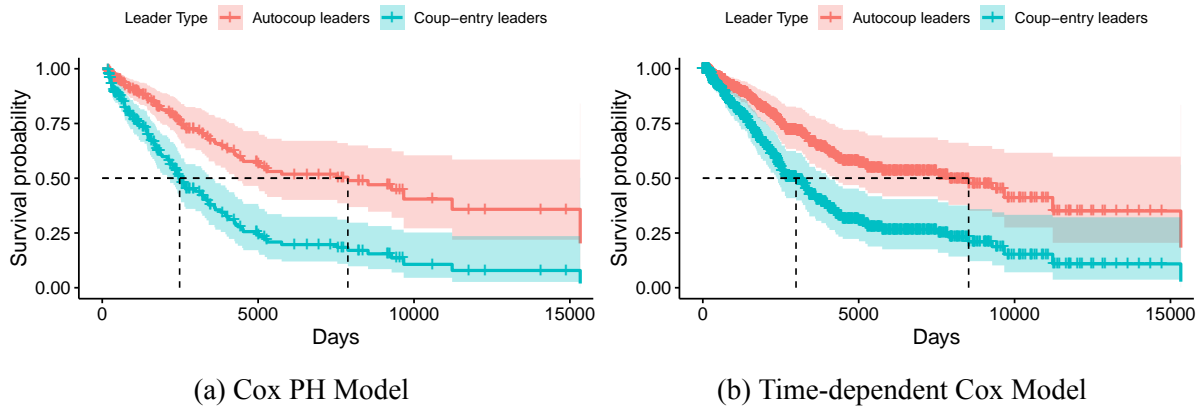 Leader Type Autocoup leaders Coup−entry leaders
1.00
0.75
0.50
0.25
0.00
Survival probability
0 5000 10000 15000
Days
(a) Cox PH Model
Leader Type Autocoup leaders Coup−entry leaders
1.00
0.75
0.50
0.25
0.00
Survival probability
0 5000 10000 15000
Days
(b) Time-dependent Cox Model